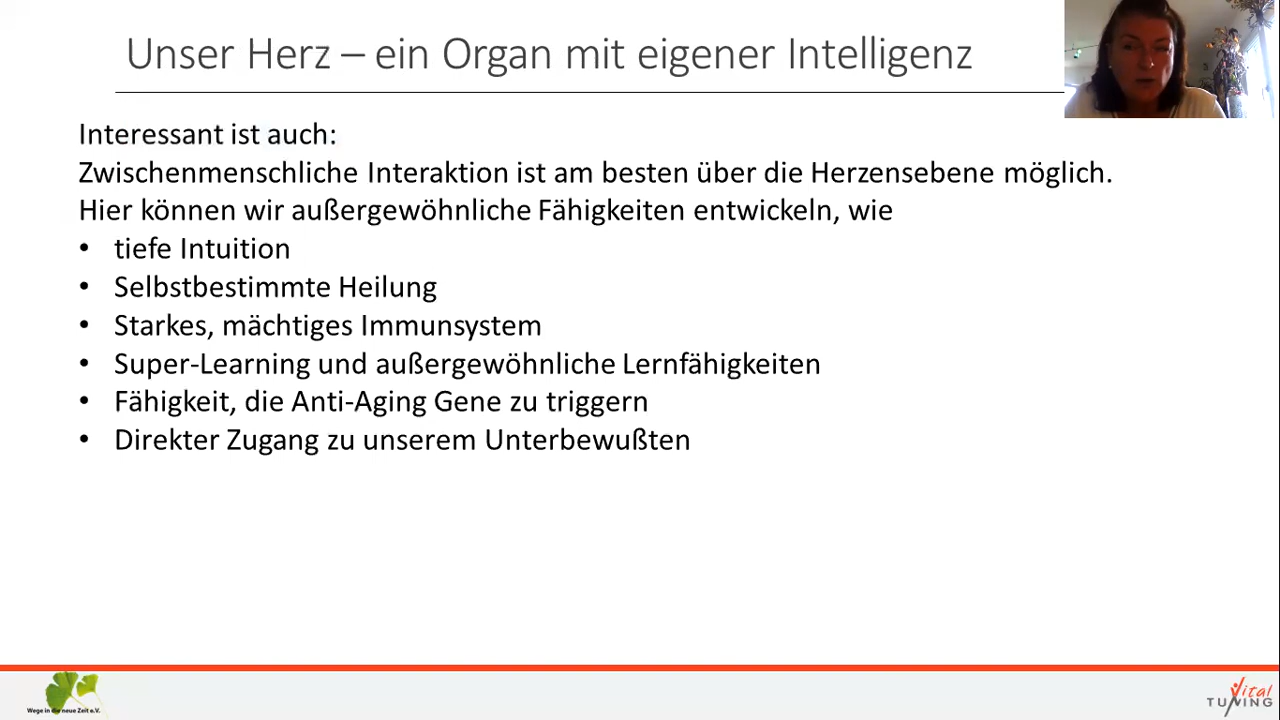 Unser Herz – ein Organ mit eigener Intelligenz
Interessant ist auch:
Zwischenmenschliche Interaktion ist am besten über die Herzensebene möglich.
Hier können wir außergewöhnliche Fähigkeiten entwickeln, wie
• tiefe Intuition
• Selbstbestimmte Heilung
• Starkes, mächtiges Immunsystem
• Super-Learning und außergewöhnliche Lernfähigkeiten
• Fähigkeit, die Anti-Aging Gene zu triggern
• Direkter Zugang zu unserem Unterbewußten
Wege in die neue Zeit e.V.
Vital
TUNING